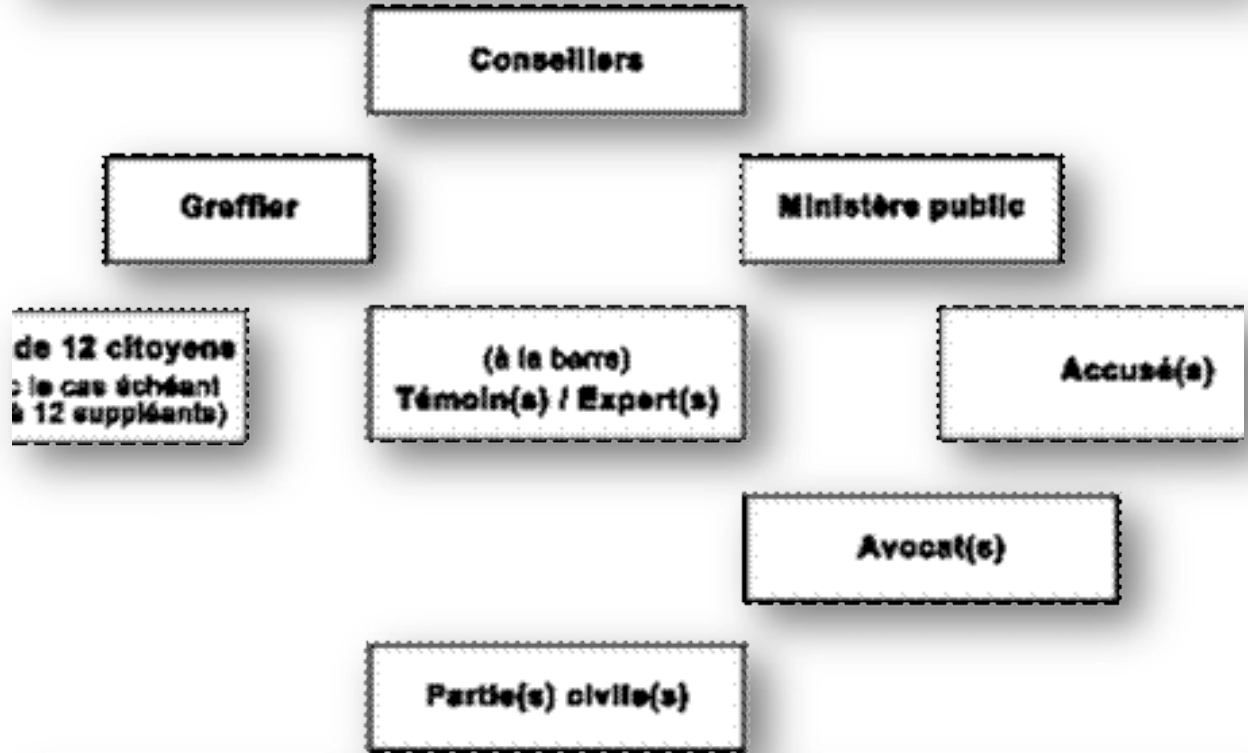 Conseillers
Greffier
Ministère public
de 12 citoyens
c le cas échéant
à 12 suppléants)
(à la barre)
Témoin(s) / Expert(s)
Accusé(s)
Avocat(s)
Partie(s) civile(s)